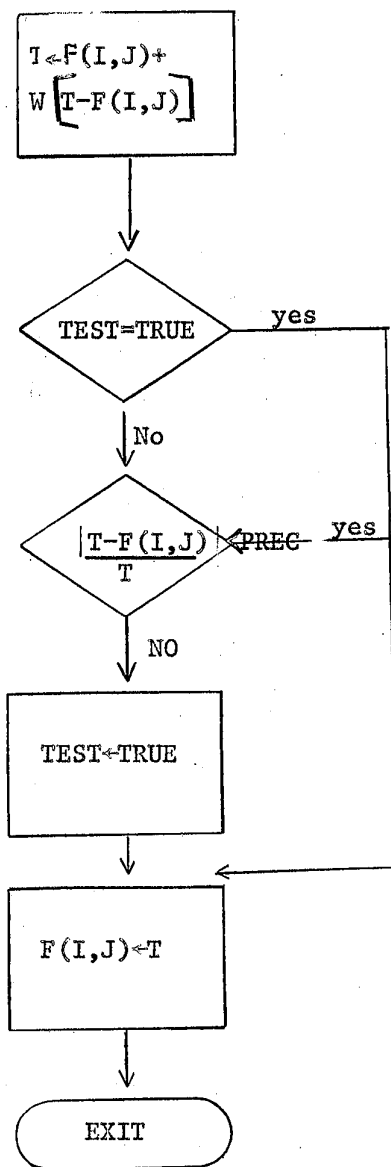 T←F(I,J)+
W[T-F(I,J)]
TEST=TRUE
yes
No
|T-F(I,J)|<PREC
T
yes
NO
TEST←TRUE
F(I,J)←T
EXIT